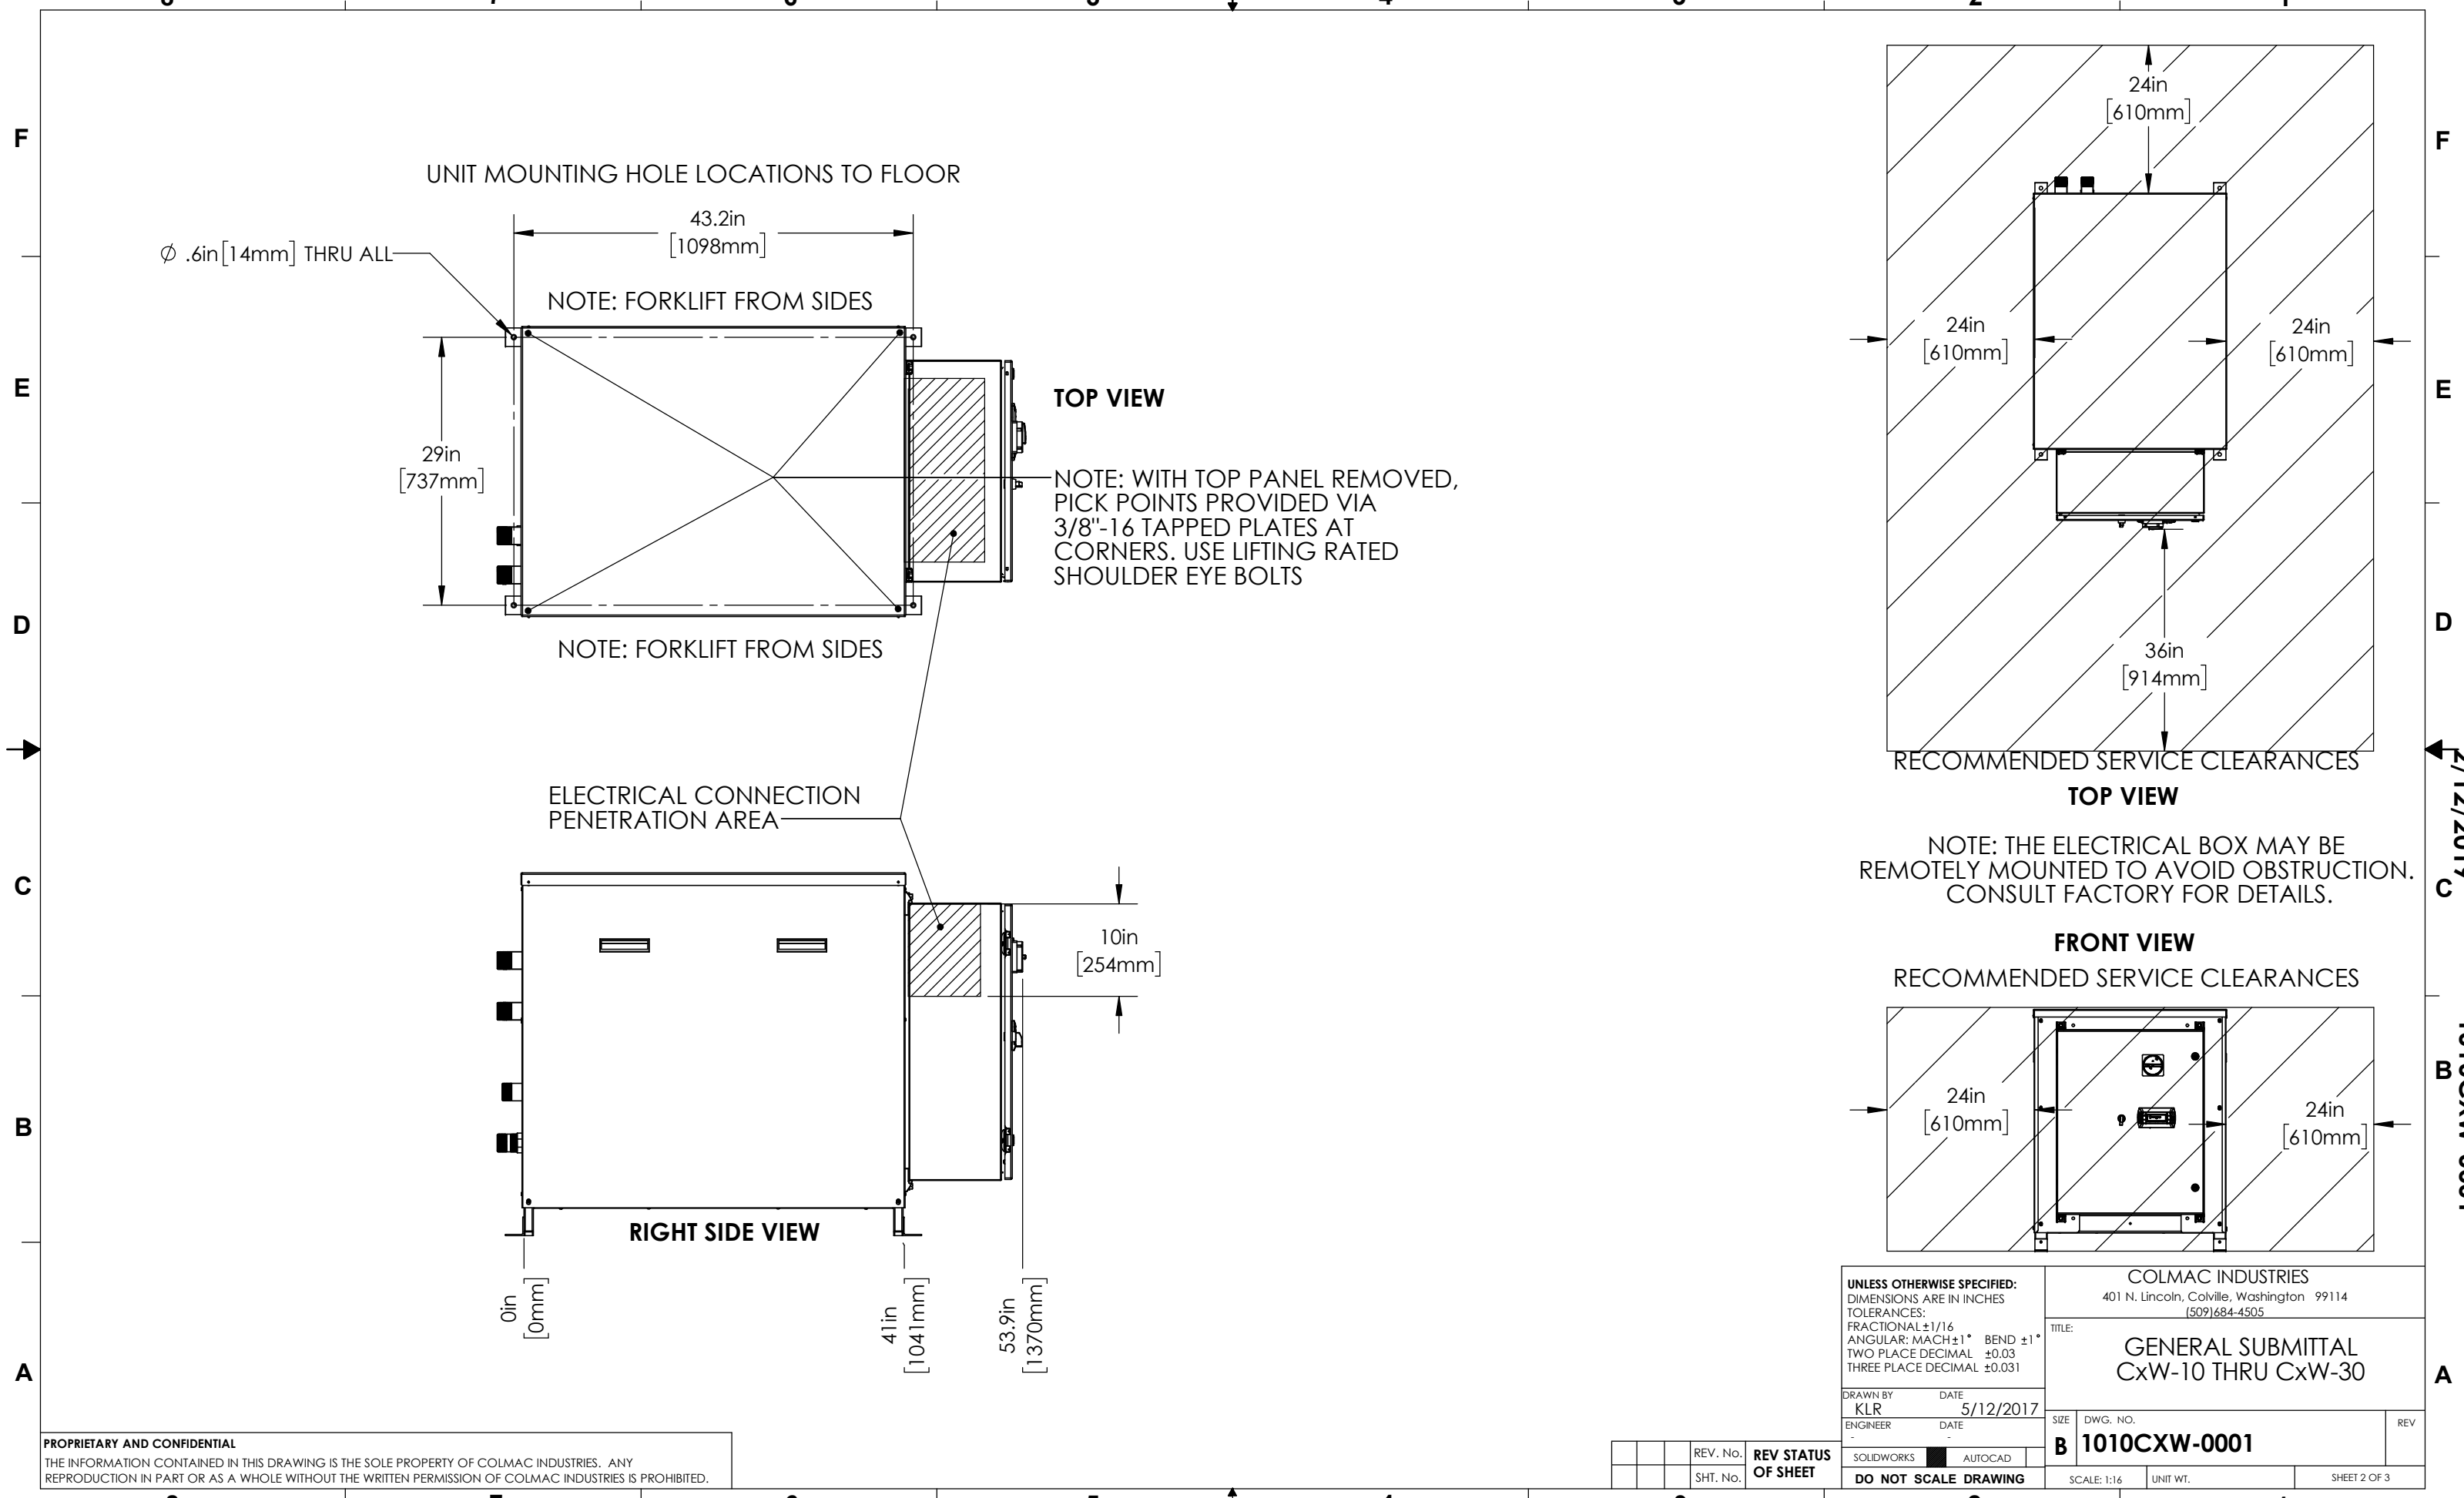 UNIT MOUNTING HOLE LOCATIONS TO FLOOR
43.2in
[1098mm]
Ø .6in[14mm] THRU ALL
NOTE: FORKLIFT FROM SIDES
29in
[737mm]
TOP VIEW
NOTE: WITH TOP PANEL REMOVED,
PICK POINTS PROVIDED VIA
3/8"-16 TAPPED PLATES AT
CORNERS. USE LIFTING RATED
SHOULDER EYE BOLTS
NOTE: FORKLIFT FROM SIDES
ELECTRICAL CONNECTION
PENETRATION AREA
10in
[254mm]
RIGHT SIDE VIEW
0in
[0mm]
41in
[1041mm]
53.9in
[1370mm]
24in
[610mm]
24in
[610mm]
24in
[610mm]
36in
[914mm]
RECOMMENDED SERVICE CLEARANCES
TOP VIEW
NOTE: THE ELECTRICAL BOX MAY BE
REMOTELY MOUNTED TO AVOID OBSTRUCTION.
CONSULT FACTORY FOR DETAILS.
FRONT VIEW
RECOMMENDED SERVICE CLEARANCES
24in
[610mm]
24in
[610mm]
F
E
D
C
B
A
F
E
D
C
B
A
UNLESS OTHERWISE SPECIFIED:
DIMENSIONS ARE IN INCHES
TOLERANCES:
FRACTIONAL ±1/16
ANGULAR: MACH±1° BEND ±1°
TWO PLACE DECIMAL ±0.03
THREE PLACE DECIMAL ±0.031
DRAWN BY DATE
KLR 5/12/2017
ENGINEER DATE
- -
SOLIDWORKS AUTOCAD
DO NOT SCALE DRAWING
COLMAC INDUSTRIES
401 N. Lincoln, Colville, Washington 99114
(509)684-4505
TITLE:
GENERAL SUBMITTAL
CxW-10 THRU CxW-30
SIZE DWG. NO. REV
B 1010CXW-0001
SCALE: 1:16 UNIT WT. SHEET 2 OF 3
REV. No.
SHT. No.
REV STATUS
OF SHEET
PROPRIETARY AND CONFIDENTIAL
THE INFORMATION CONTAINED IN THIS DRAWING IS THE SOLE PROPERTY OF COLMAC INDUSTRIES. ANY
REPRODUCTION IN PART OR AS A WHOLE WITHOUT THE WRITTEN PERMISSION OF COLMAC INDUSTRIES IS PROHIBITED.